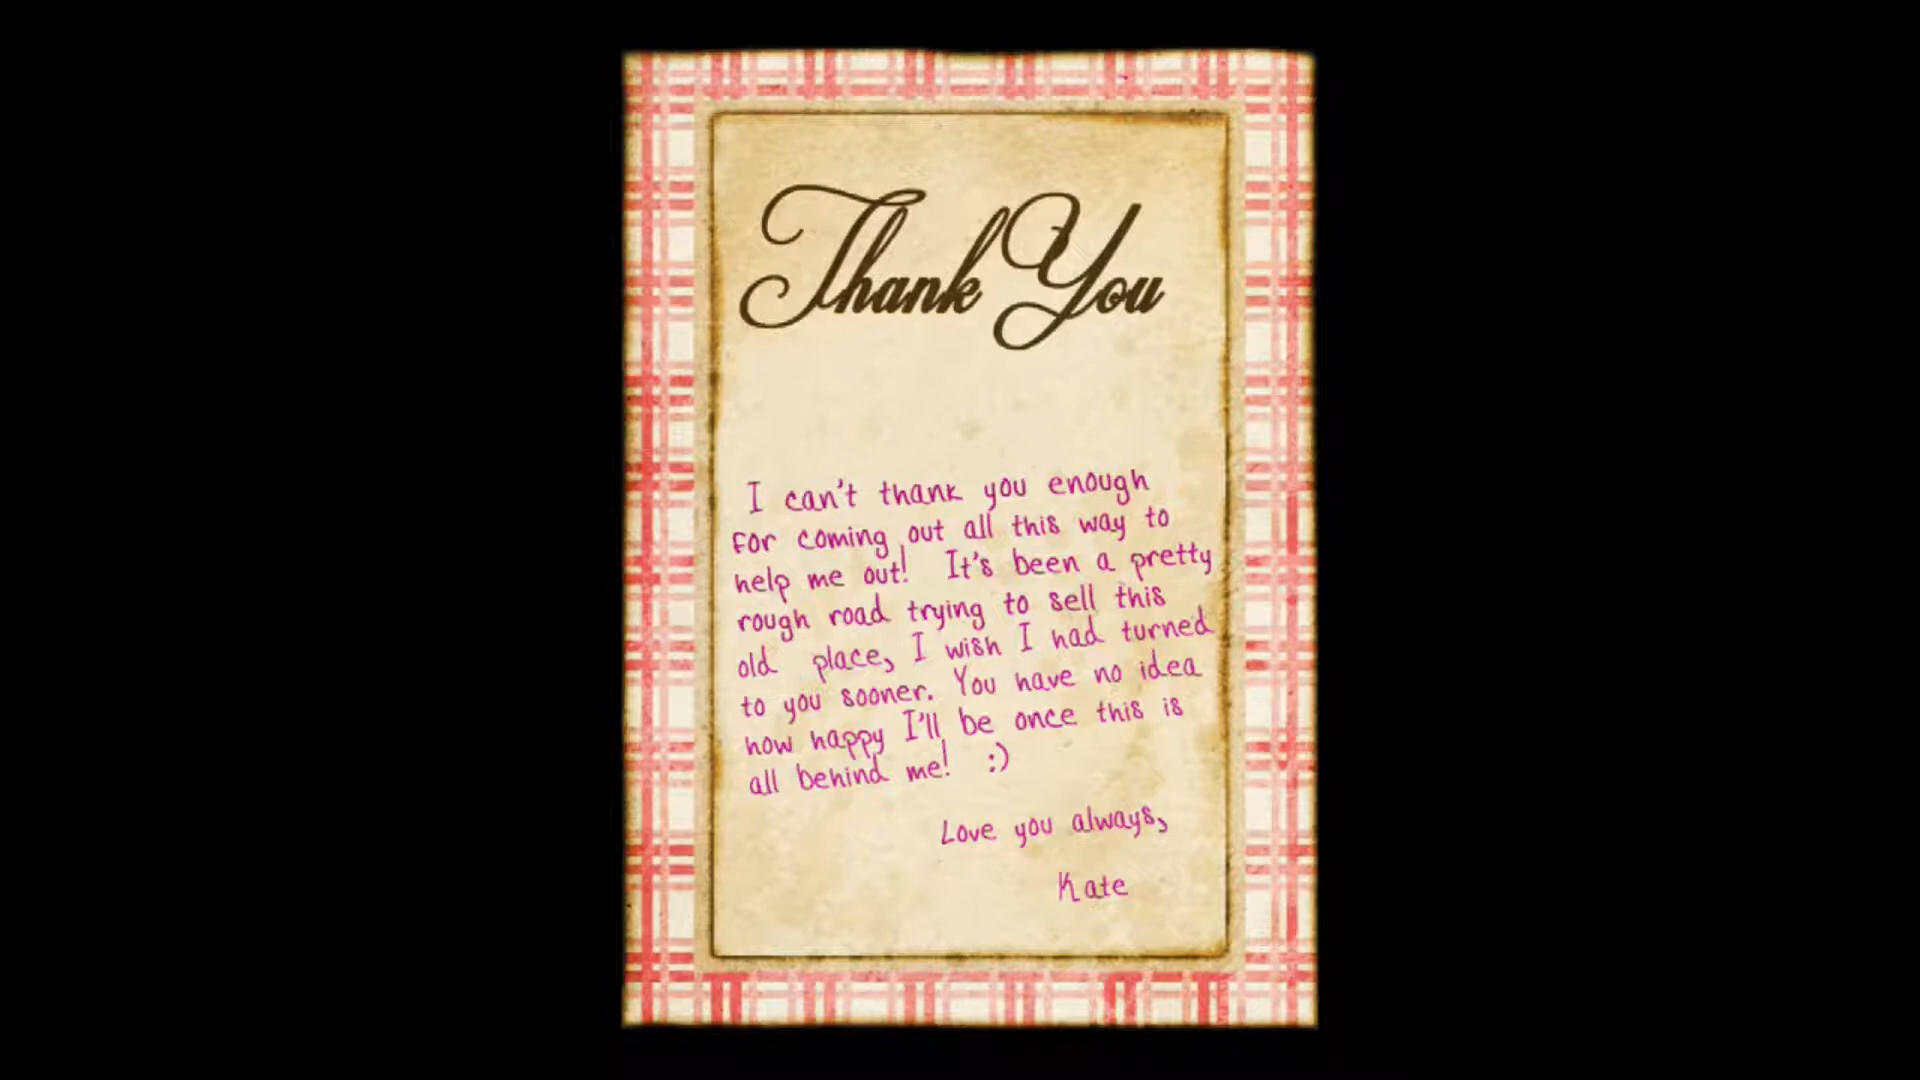 Thank You
I can't thank you enough
for coming out all this way to
help me out! It's been a pretty
rough road trying to sell this
old place, I wish I had turned
to you sooner. You have no idea
how happy I'll be once this is
all behind me! :)
Love you always,
Kate